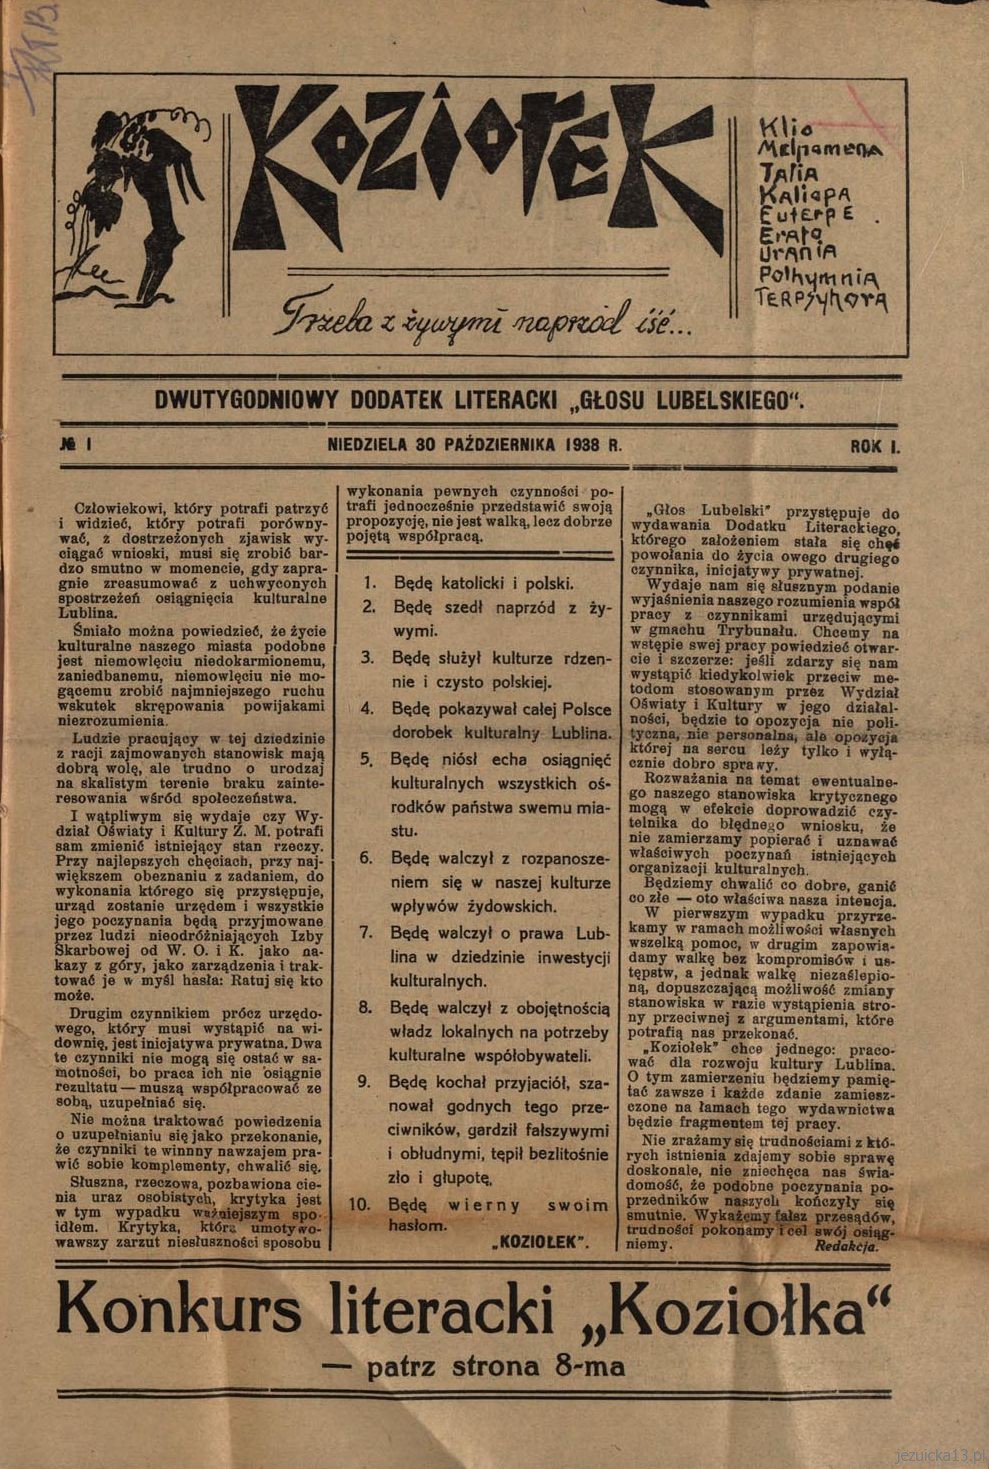 KOZIOŁEK
Trzeba z żywymi naprzód iść...
Klio
Melpomena
Talia
Kaliopa
Euterpe
Erato
Urania
Polhymnia
Terpsyhora
DWUTYGODNIOWY DODATEK LITERACKI „GŁOSU LUBELSKIEGO“.
№ 1
NIEDZIELA 30 PAŹDZIERNIKA 1938 R.
ROK I.
Człowiekowi, który potrafi patrzyć
i widzieć, który potrafi porówny-
wać, z dostrzeżonych zjawisk wy-
ciągać wnioski, musi się zrobić bar-
dzo smutno w momencie, gdy zapra-
gnie zreasumować z uchwyconych
spostrzeżeń osiągnięcia kulturalne
Lublina.
Śmiało można powiedzieć, że życie
kulturalne naszego miasta podobne
jest niemowlęciu niedokarmionemu,
zaniedbanemu, niemowlęciu nie mo-
gącemu zrobić najmniejszego ruchu
wskutek skrępowania powijakami
niezrozumienia.
Ludzie pracujący w tej dziedzinie
z racji zajmowanych stanowisk mają
dobrą wolę, ale trudno o urodzaj
na skalistym terenie braku zainte-
resowania wśród społeczeństwa.
I wątpliwym się wydaje czy Wy-
dział Oświaty i Kultury Z. M. potrafi
sam zmienić istniejący stan rzeczy.
Przy najlepszych chęciach, przy naj-
większem obeznaniu z zadaniem, do
wykonania którego się przystępuje,
urząd zostanie urzędem i wszystkie
jego poczynania będą przyjmowane
przez ludzi nieodróżniających Izby
Skarbowej od W. O. i K. jako na-
kazy z góry, jako zarządzenia i trak-
tować je w myśl hasła: Ratuj się kto
może.
Drugim czynnikiem prócz urzędo-
wego, który musi wystąpić na wi-
downię, jest inicjatywa prywatna. Dwa
te czynniki nie mogą się ostać w sa-
motności, bo praca ich nie osiągnie
rezultatu — muszą współpracować ze
sobą, uzupełniać się.
Nie można traktować powiedzenia
o uzupełnianiu się jako przekonanie,
że czynniki te winnny nawzajem pra-
wić sobie komplementy, chwalić się.
Słuszna, rzeczowa, pozbawiona cie-
nia uraz osobistych, krytyka jest
w tym wypadku ważniejszym spo-
idłem. Krytyka, która umotywo-
wawszy zarzut niesłuszności sposobu
wykonania pewnych czynności po-
trafi jednocześnie przedstawić swoją
propozycję, nie jest walką, lecz dobrze
pojętą współpracą.
1. Będę katolicki i polski.
2. Będę szedł naprzód z ży-
wymi.
3. Będę służył kulturze rdzen-
nie i czysto polskiej.
4. Będę pokazywał całej Polsce
dorobek kulturalny Lublina.
5. Będę niósł echa osiągnięć
kulturalnych wszystkich oś-
rodków państwa swemu mia-
stu.
6. Będę walczył z rozpanosze-
niem się w naszej kulturze
wpływów żydowskich.
7. Będę walczył o prawa Lub-
lina w dziedzinie inwestycji
kulturalnych.
8. Będę walczył z obojętnością
władz lokalnych na potrzeby
kulturalne współobywateli.
9. Będę kochał przyjaciół, sza-
nował godnych tego prze-
ciwników, gardził fałszywymi
i obłudnymi, tępił bezlitośnie
zło i głupotę,
10. Będę wierny swoim
hasłom.
„KOZIOŁEK”.
„Głos Lubelski” przystępuje do
wydawania Dodatku Literackiego,
którego założeniem stała się chęć
powołania do życia owego drugiego
czynnika, inicjatywy prywatnej.
Wydaje nam się słusznym podanie
wyjaśnienia naszego rozumienia współ
pracy z czynnikami urzędującymi
w gmachu Trybunału. Chcemy na
wstępie swej pracy powiedzieć otwar-
cie i szczerze: jeśli zdarzy się nam
wystąpić kiedykolwiek przeciw me-
todom stosowanym przez Wydział
Oświaty i Kultury w jego działal-
ności, będzie to opozycja nie poli-
tyczna, nie personalna, ale opozycja
której na sercu leży tylko i wyłą-
cznie dobro sprawy.
Rozważania na temat ewentualne-
go naszego stanowiska krytycznego
mogą w efekcie doprowadzić czy-
telnika do błędnego wniosku, że
nie zamierzamy popierać i uznawać
właściwych poczynań istniejących
organizacji kulturalnych.
Będziemy chwalić co dobre, ganić
co złe — oto właściwa nasza intencja.
W pierwszym wypadku przyrze-
kamy w ramach możliwości własnych
wszelką pomoc, w drugim zapowia-
damy walkę bez kompromisów i us-
tępstw, a jednak walkę niezaślepio-
ną, dopuszczającą możliwość zmiany
stanowiska w razie wystąpienia stro-
ny przeciwnej z argumentami, które
potrafią nas przekonać.
„Koziołek” chce jednego: praco-
wać dla rozwoju kultury Lublina.
O tym zamierzeniu będziemy pamię-
tać zawsze i każde zdanie zamiesz-
czone na łamach tego wydawnictwa
będzie fragmentem tej pracy.
Nie zrażamy się trudnościami z któ-
rych istnienia zdajemy sobie sprawę
doskonale, nie zniechęca nas świa-
domość, że podobne poczynania po-
przedników naszych kończyły się
smutnie. Wykażemy fałsz przesądów,
trudności pokonamy i cel swój osiąg-
niemy.
Redakcja.
Konkurs literacki „Koziołka“
— patrz strona 8-ma
jezuicka13.pl